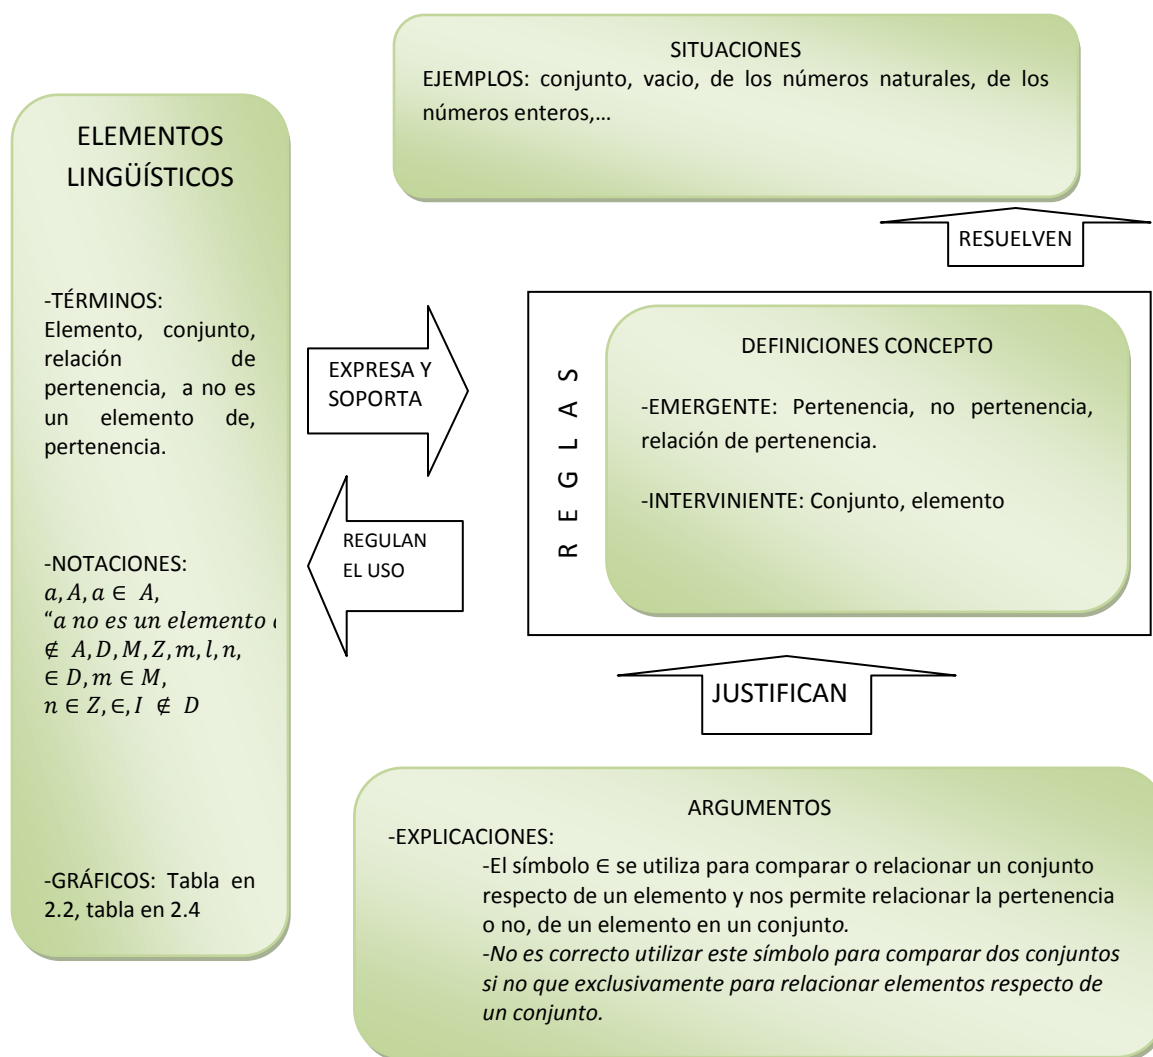 SITUACIONES
EJEMPLOS: conjunto, vacio, de los números naturales, de los
números enteros,…
ELEMENTOS
LINGÜÍSTICOS
-TÉRMINOS:
Elemento, conjunto,
relación de
pertenencia, a no es
un elemento de,
pertenencia.
-NOTACIONES:
a, A, a ∈ A,
“a no es un elemento
∉ A, D, M, Z, m, l, n,
∈ D, m ∈ M,
n ∈ Z, ∈, I ∉ D
-GRÁFICOS: Tabla en
2.2, tabla en 2.4
EXPRESA Y
SOPORTA
REGULAN
EL USO
RESUELVEN
REGLAS
DEFINICIONES CONCEPTO
-EMERGENTE: Pertenencia, no pertenencia,
relación de pertenencia.
-INTERVINIENTE: Conjunto, elemento
JUSTIFICAN
ARGUMENTOS
-EXPLICACIONES:
-El símbolo ∈ se utiliza para comparar o relacionar un conjunto
respecto de un elemento y nos permite relacionar la pertenencia
o no, de un elemento en un conjunto.
-No es correcto utilizar este símbolo para comparar dos conjuntos
si no que exclusivamente para relacionar elementos respecto de
un conjunto.